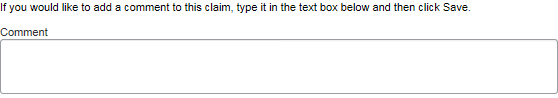 If you would like to add a comment to this claim, type it in the text box below and then click Save.
Comment